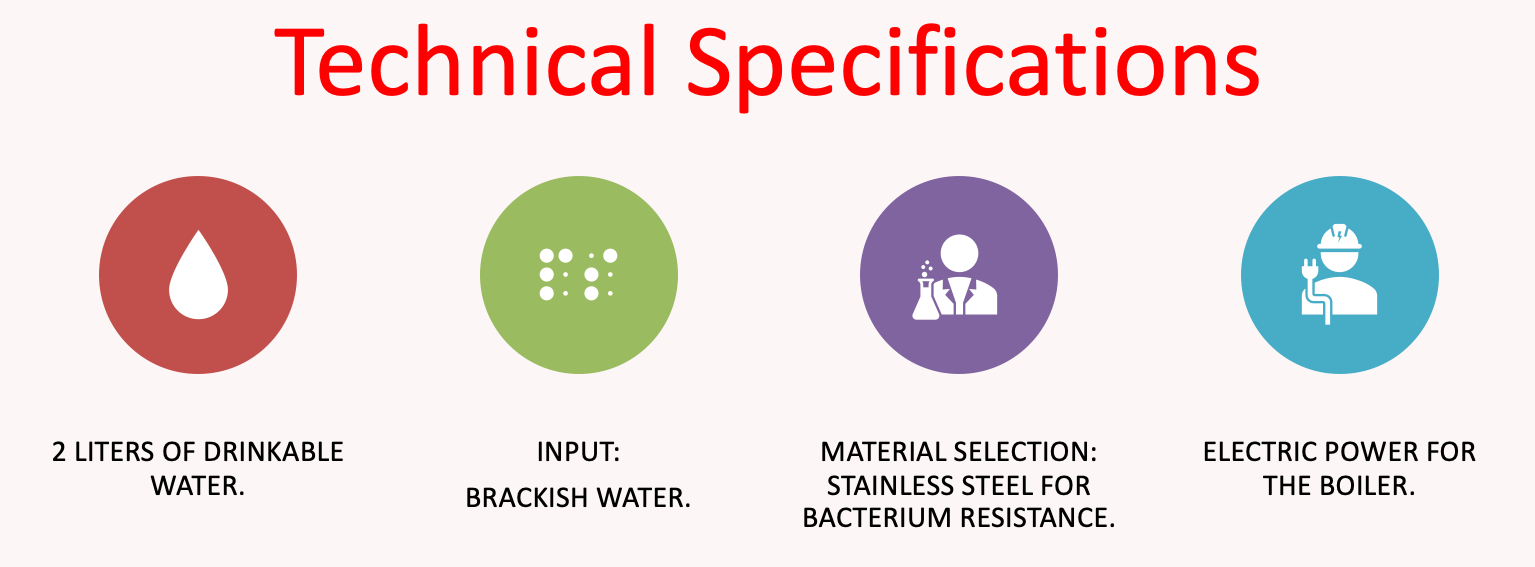 Technical Specifications
2 LITERS OF DRINKABLE
WATER.
INPUT:
BRACKISH WATER.
MATERIAL SELECTION:
STAINLESS STEEL FOR
BACTERIUM RESISTANCE.
ELECTRIC POWER FOR
THE BOILER.